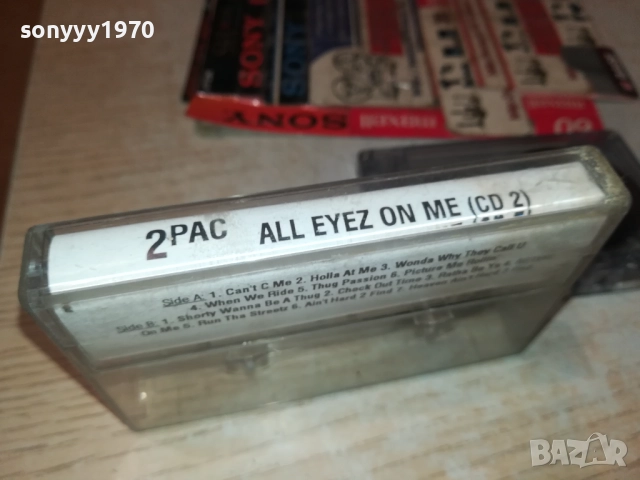 sonyyy1970
SONY
SONY
SONY maxell 60
2PAC ALL EYEZ ON ME (CD 2)
Side A: 1. Can't C Me 2. Holla At Me 3. Wonda Why They Call U
4. When We Ride 5. Thug Passion 6. Picture Me Rollin'
Side B: 1. Shorty Wanna Be A Thug 2. Check Out Time 3. Ratha Be Ya
On Me 5. Run Tha Streetz 6. Ain't Hard 2 Find 7. Heaven Ain't Hard 2 Find
BAZAR